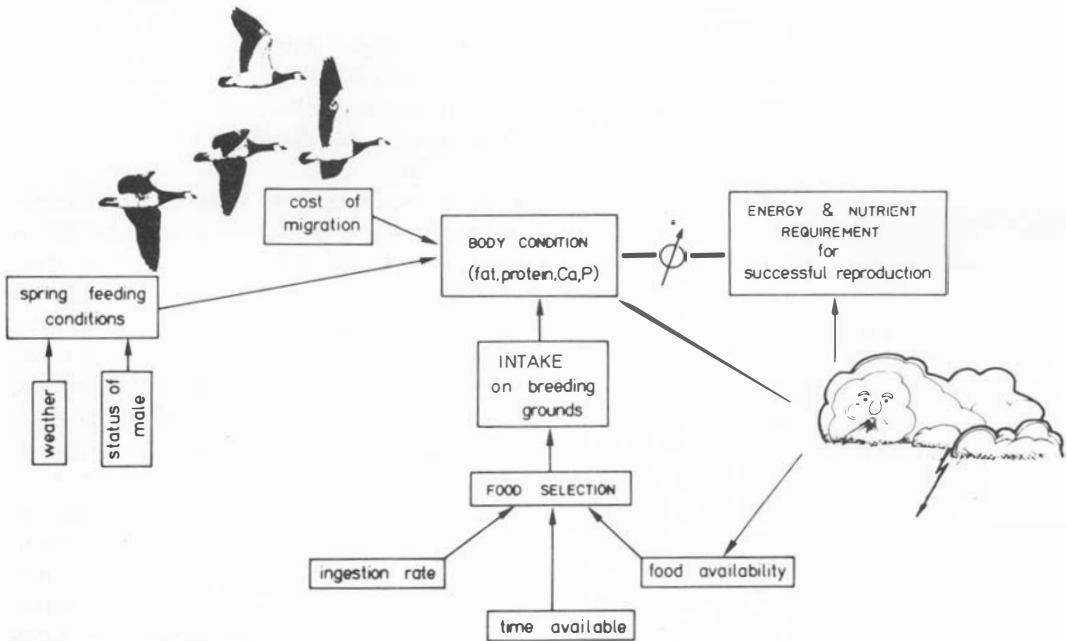 cost of
migration
BODY CONDITION
(fat,protein,Ca,P)
ENERGY & NUTRIENT
REQUIREMENT
for
successful reproduction
spring feeding
conditions
weather
status of
male
INTAKE
on breeding
grounds
FOOD SELECTION
ingestion rate
food availability
time available